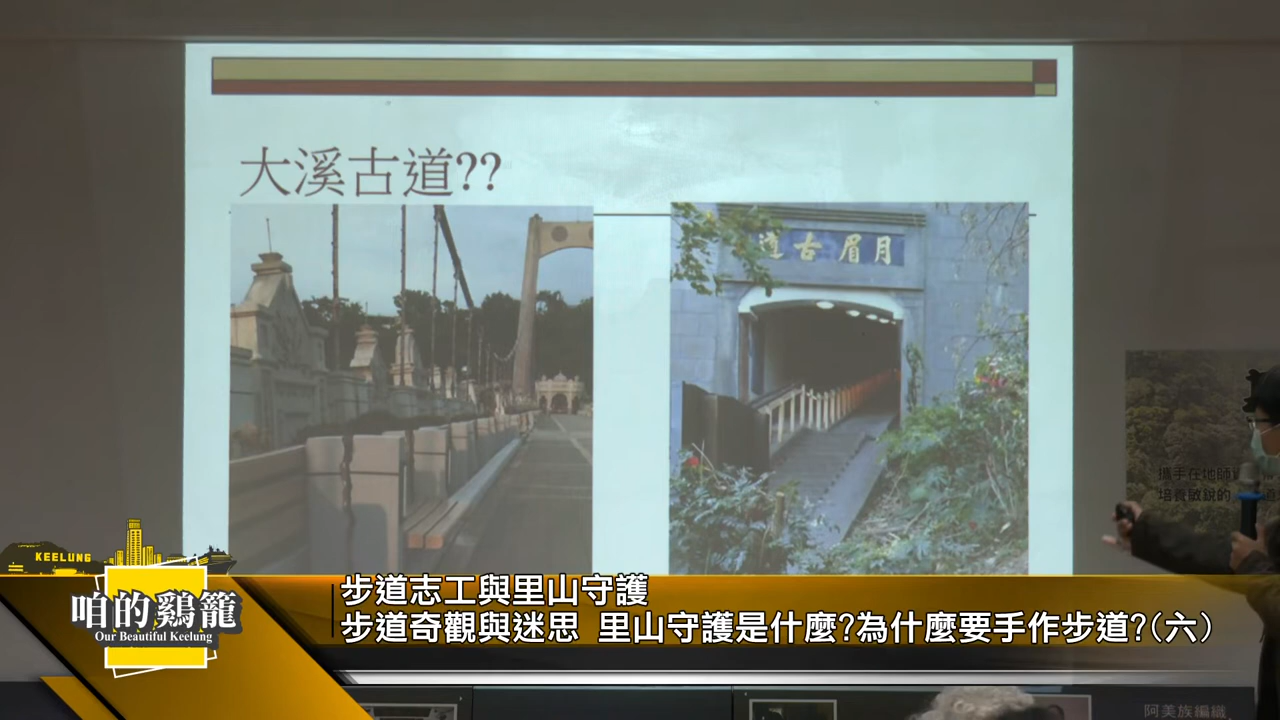 大溪古道??
月眉古道
攜手在地師
培養敏銳的
KEELUNG
咱的鷄籠
Our Beautiful Keelung
步道志工與里山守護
步道奇觀與迷思 里山守護是什麼?為什麼要手作步道?(六)
阿美族編織